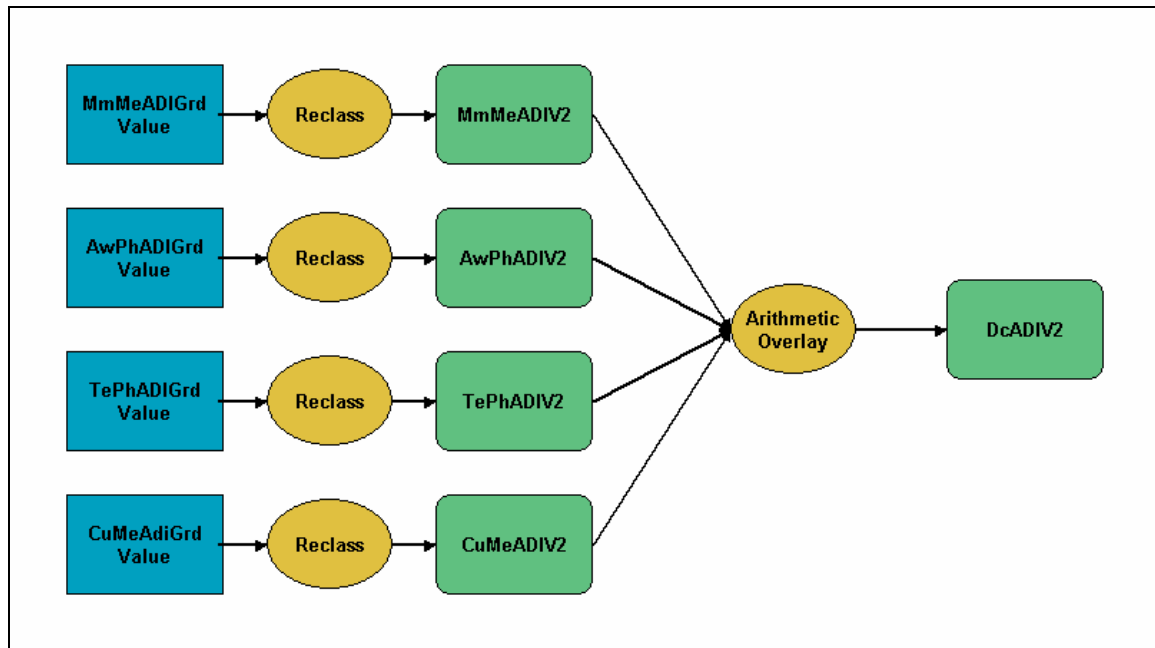 MmMeADIGrd
Value
Reclass
MmMeADIV2
AwPhADIGrd
Value
Reclass
AwPhADIV2
Arithmetic
Overlay
DcADIV2
TePhADIGrd
Value
Reclass
TePhADIV2
CuMeAdiGrd
Value
Reclass
CuMeADIV2